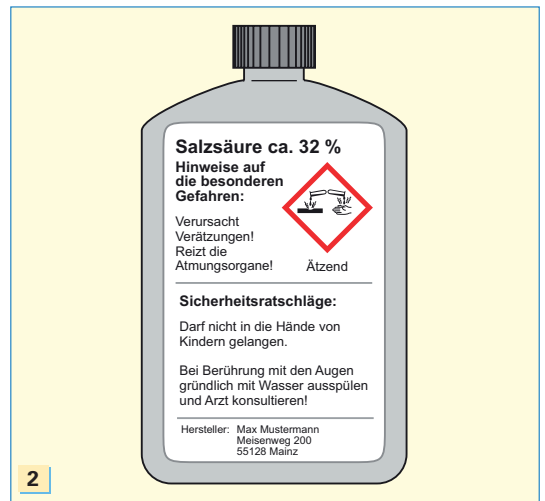 Salzsäure ca. 32 %
Hinweise auf
die besonderen
Gefahren:
Verursacht
Verätzungen!
Reizt die
Atmungsorgane!
Ätzend
Sicherheitsratschläge:
Darf nicht in die Hände von
Kindern gelangen.
Bei Berührung mit den Augen
gründlich mit Wasser ausspülen
und Arzt konsultieren!
Hersteller: Max Mustermann
Meisenweg 200
55128 Mainz
2